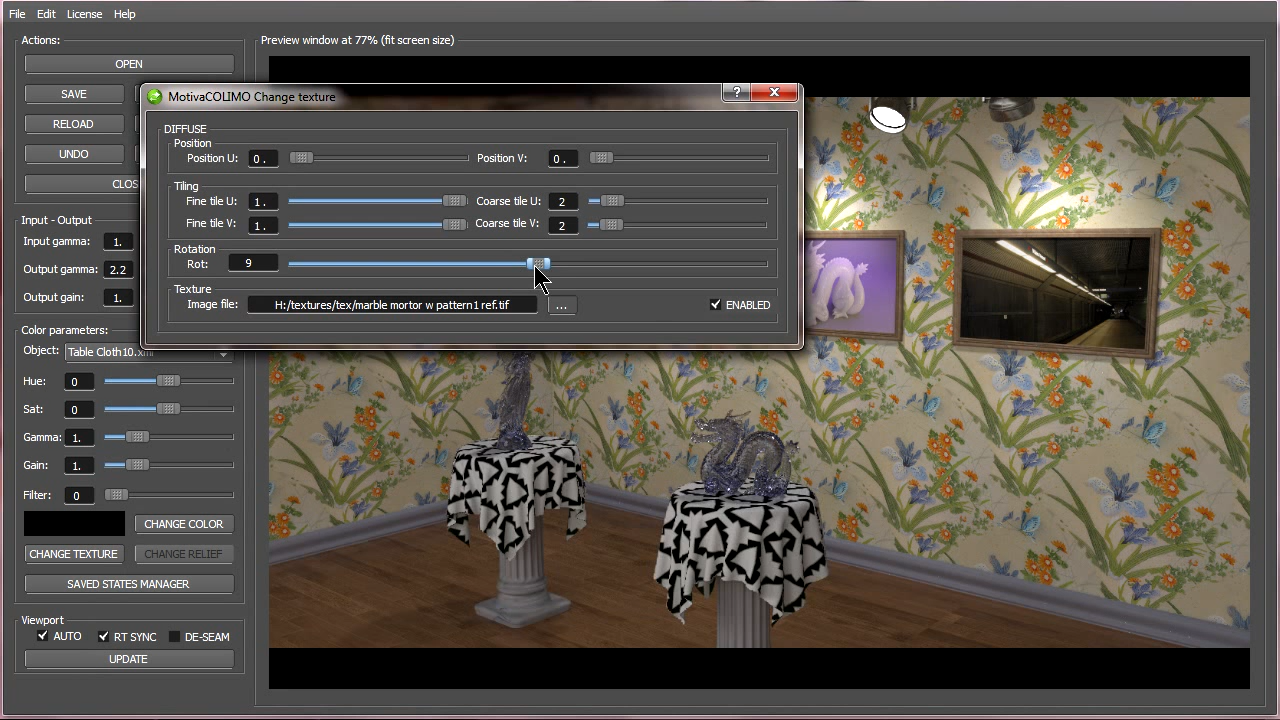 File Edit License Help
Actions:
Preview window at 77% (fit screen size)
OPEN
SAVE
RELOAD
UNDO
CLOS
MotivaCOLIMO Change texture
?
DIFFUSE
Position
Position U: 0 . Position V: 0 .
Tiling
Fine tile U: 1 . Coarse tile U: 2
Fine tile V: 1 . Coarse tile V: 2
Rotation
Rot: 9
Texture
Image file: H:/textures/tex/marble mortor w pattern1 ref.tif ... ENABLED
Input - Output
Input gamma: 1.
Output gamma: 2.2
Output gain: 1.
Color parameters:
Object: Table Cloth10.xml
Hue: 0
Sat: 0
Gamma: 1.
Gain: 1.
Filter: 0
CHANGE COLOR
CHANGE TEXTURE CHANGE RELIEF
SAVED STATES MANAGER
Viewport
AUTO RT SYNC DE-SEAM
UPDATE